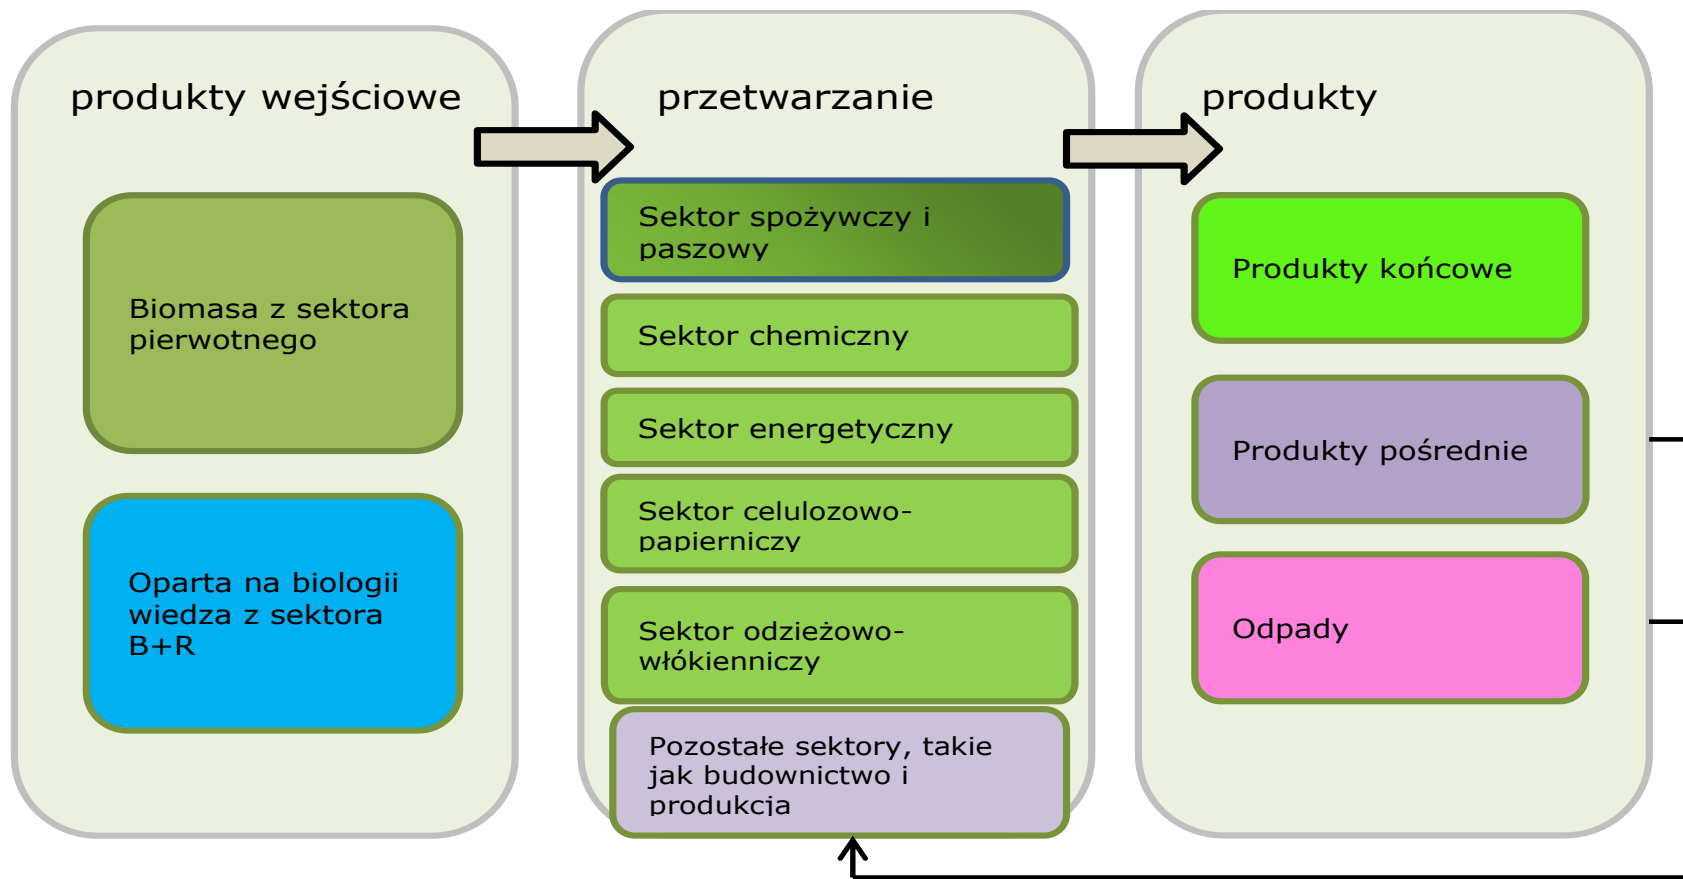 produkty wejściowe
Biomasa z sektora
pierwotnego
Oparta na biologii
wiedza z sektora
B+R
przetwarzanie
Sektor spożywczy i
paszowy
Sektor chemiczny
Sektor energetyczny
Sektor celulozowo-
papierniczy
Sektor odzieżowo-
włókienniczy
Pozostałe sektory, takie
jak budownictwo i
produkcja
produkty
Produkty końcowe
Produkty pośrednie
Odpady